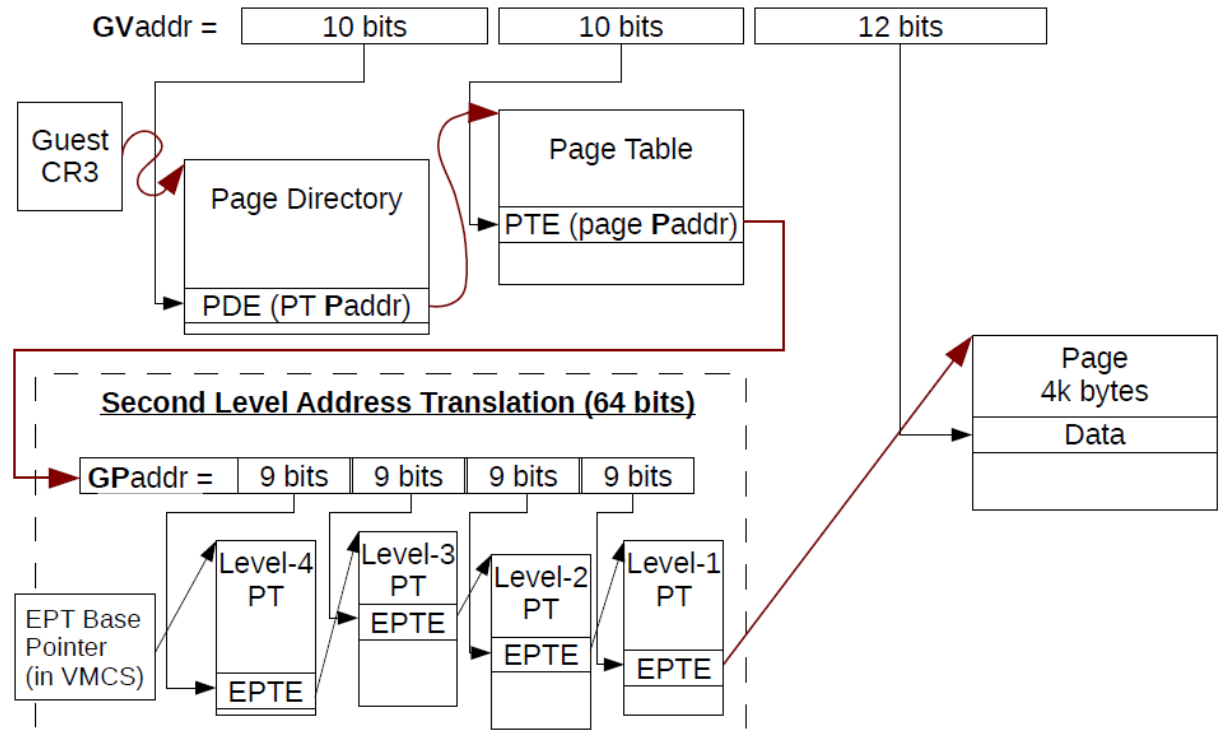 GVaddr =
10 bits
10 bits
12 bits
Guest
CR3
Page Directory
PDE (PT Paddr)
Page Table
PTE (page Paddr)
Page
4k bytes
Data
Second Level Address Translation (64 bits)
GPaddr =
9 bits
9 bits
9 bits
9 bits
EPT Base
Pointer
(in VMCS)
Level-4
PT
EPTE
Level-3
PT
EPTE
Level-2
PT
EPTE
Level-1
PT
EPTE